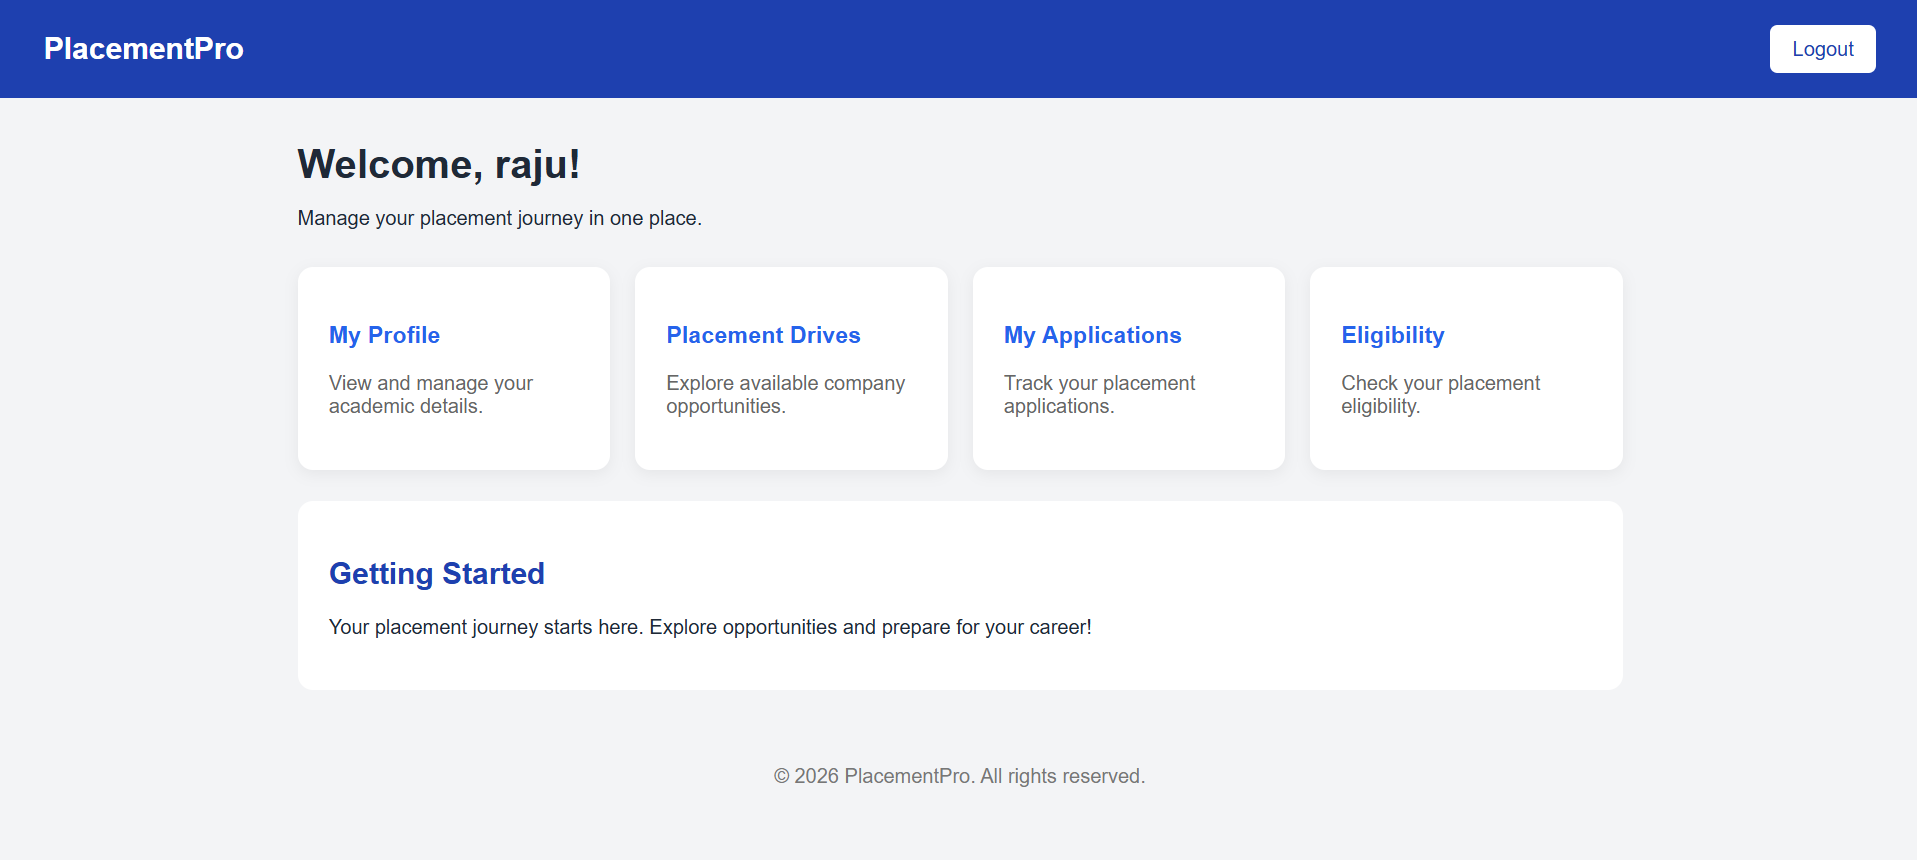 PlacementPro
Logout
Welcome, raju!
Manage your placement journey in one place.
My Profile
View and manage your
academic details.
Placement Drives
Explore available company
opportunities.
My Applications
Track your placement
applications.
Eligibility
Check your placement
eligibility.
Getting Started
Your placement journey starts here. Explore opportunities and prepare for your career!
© 2026 PlacementPro. All rights reserved.